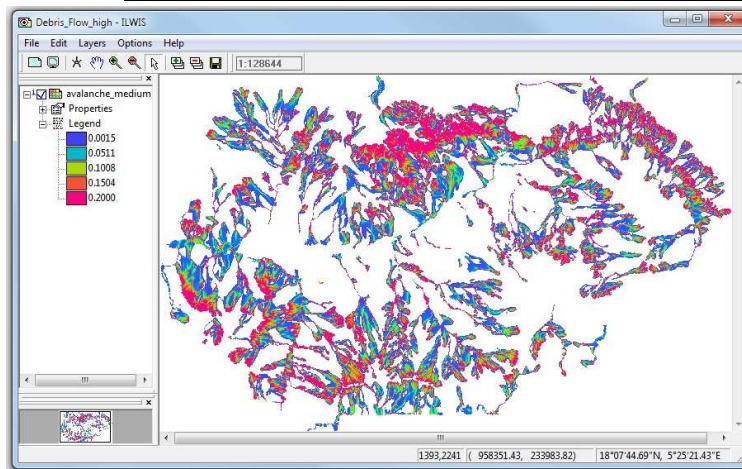 Debris_Flow_high - ILWIS
File Edit Layers Options Help
1:128644
avalanche_medium
Properties
Legend
0.0015
0.0511
0.1008
0.1504
0.2000
1393,2241 ( 958351.43, 233983.82) 18°07'44.69"N, 5°25'21.43"E